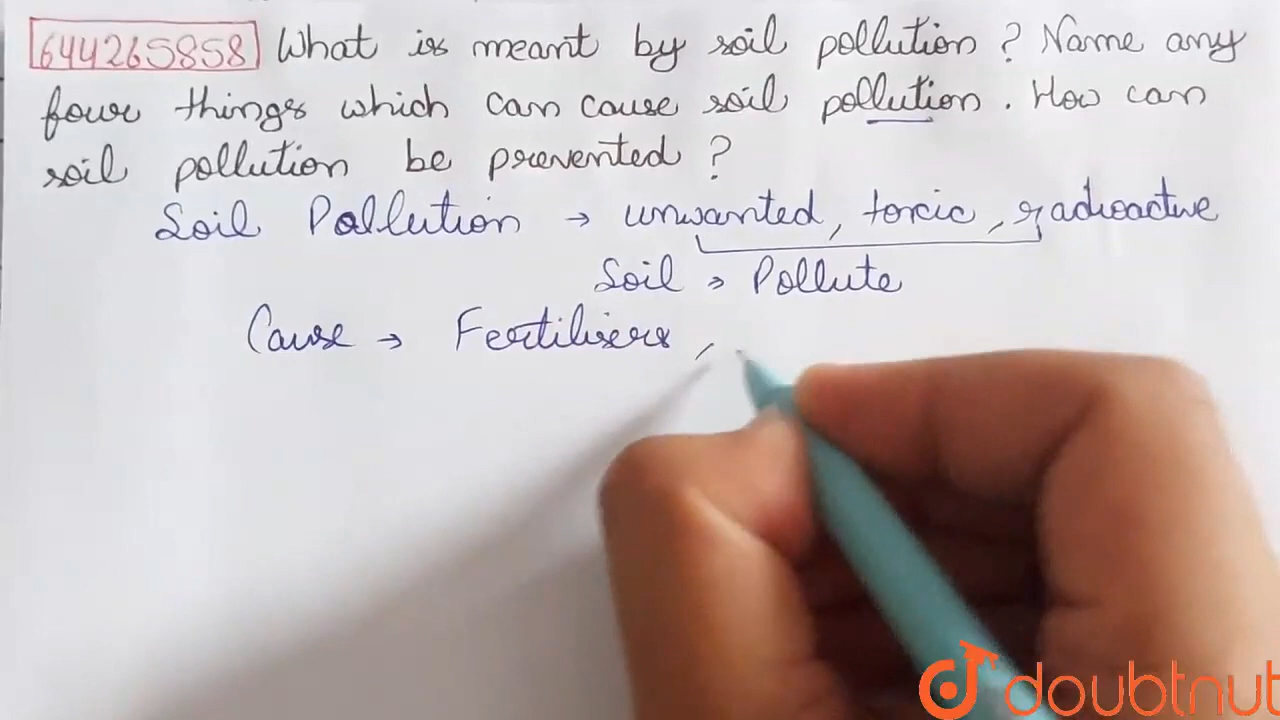 644265858 What is meant by soil pollution ? Name any
four things which can cause soil pollution . How can
soil pollution be prevented ?
Soil Pollution → unwanted, toxic, radioactive
Soil → Pollute
Cause → Fertilisers,
doubtnut